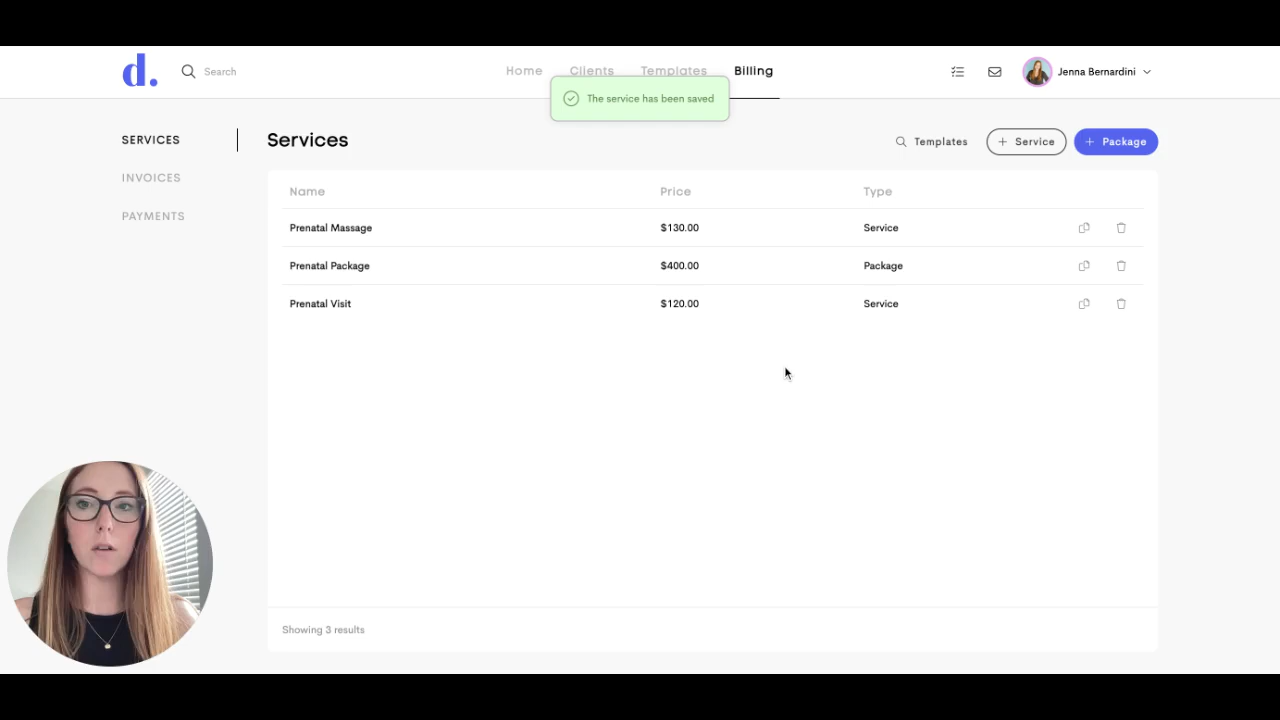 d.
Search
Home
Clients
Templates
Billing
Jenna Bernardini
The service has been saved
SERVICES
INVOICES
PAYMENTS
Services
Templates
+ Service
+ Package
Name Price Type
Prenatal Massage $130.00 Service
Prenatal Package $400.00 Package
Prenatal Visit $120.00 Service
Showing 3 results